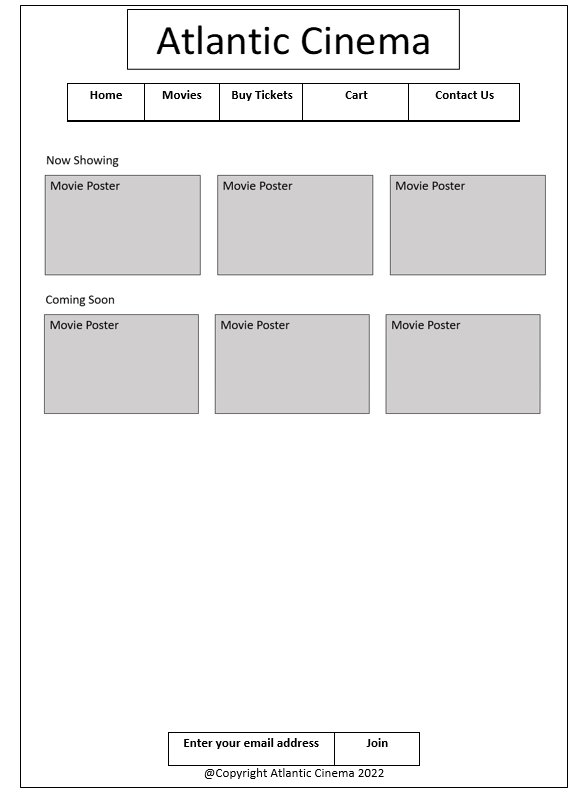 Atlantic Cinema
Home Movies Buy Tickets Cart Contact Us
Now Showing
Movie Poster Movie Poster Movie Poster
Coming Soon
Movie Poster Movie Poster Movie Poster
Enter your email address Join
@Copyright Atlantic Cinema 2022